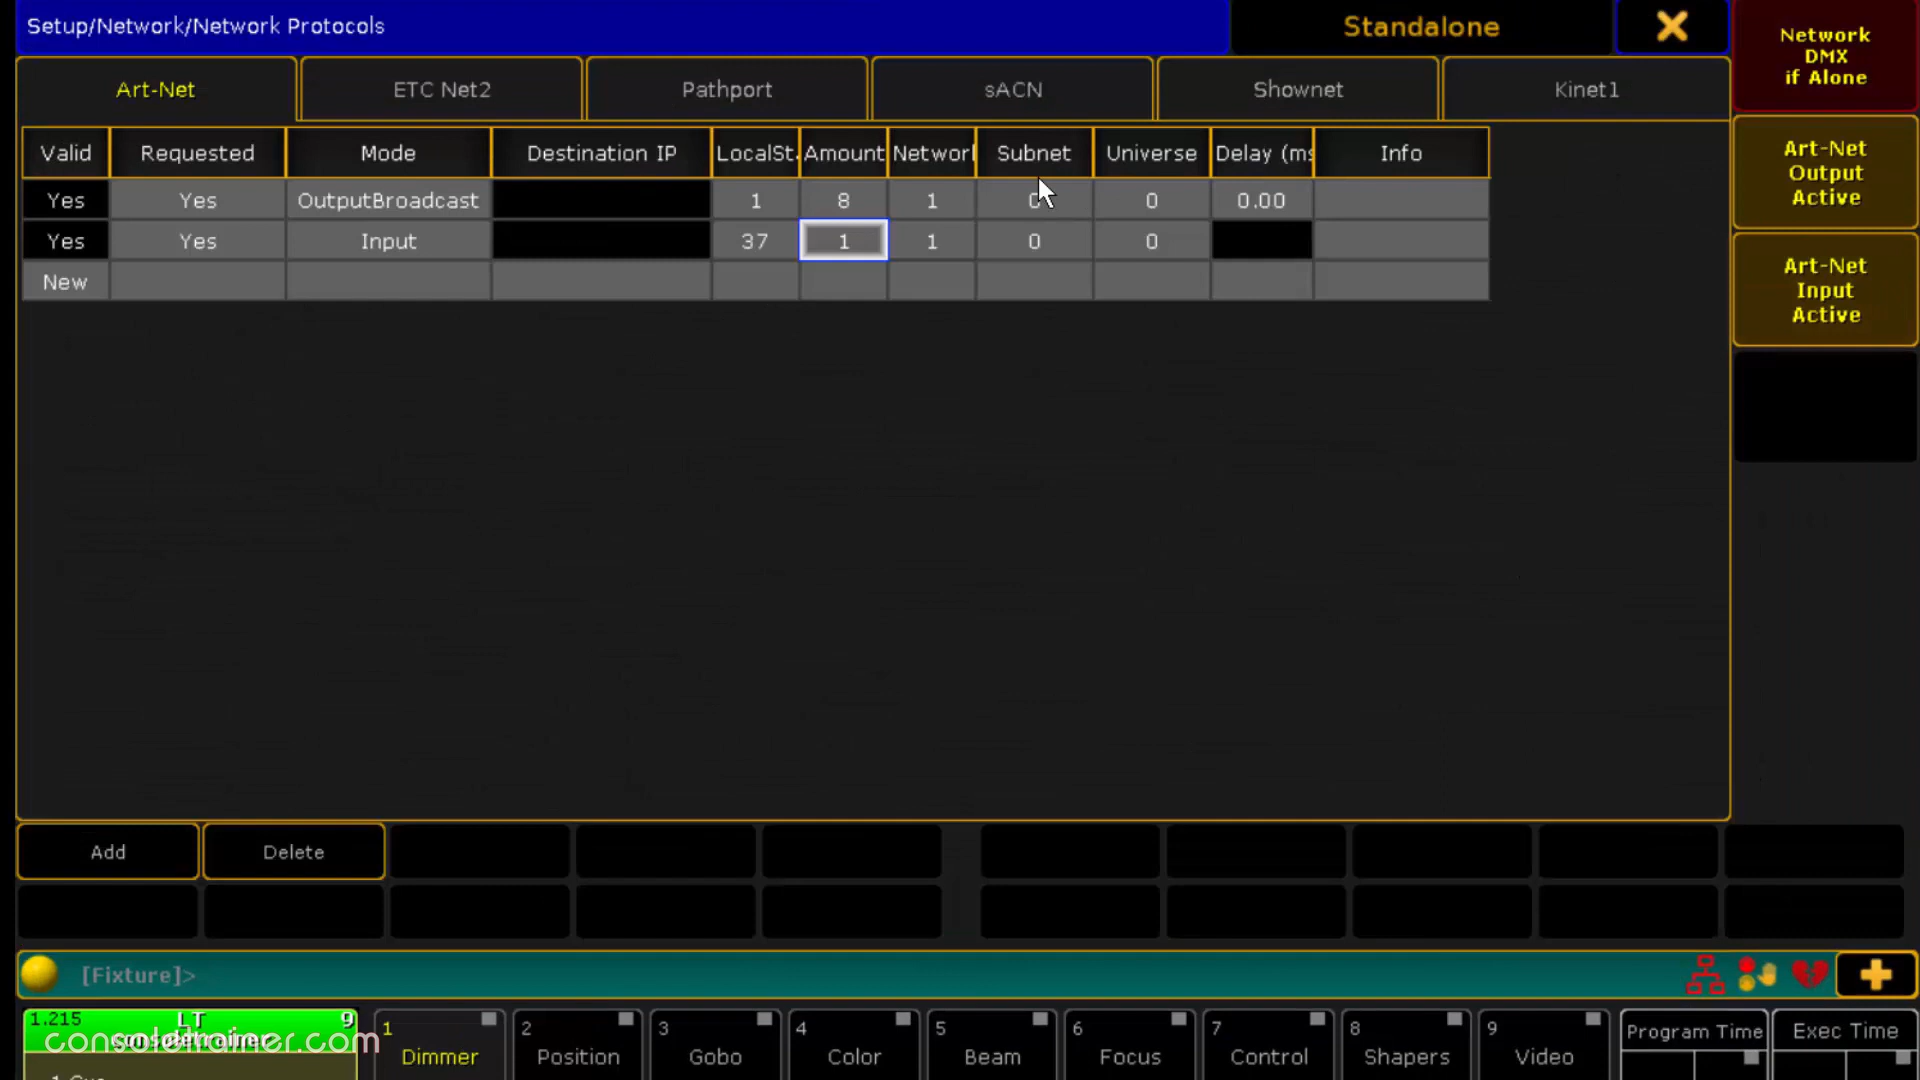 Setup/Network/Network Protocols
Standalone
Network
DMX
if Alone
Art-Net
ETC Net2
Pathport
sACN
Shownet
Kinet1
Valid Requested Mode Destination IP LocalSt. Amount Network Subnet Universe Delay (ms Info
Yes Yes OutputBroadcast 1 8 1 0 0 0.00
Yes Yes Input 37 1 1 0 0
New
Art-Net
Output
Active
Art-Net
Input
Active
Add
Delete
[Fixture]>
1.215 LT 9
consoletrainer.com
1 Dimmer
2 Position
3 Gobo
4 Color
5 Beam
6 Focus
7 Control
8 Shapers
9 Video
Program Time
Exec Time